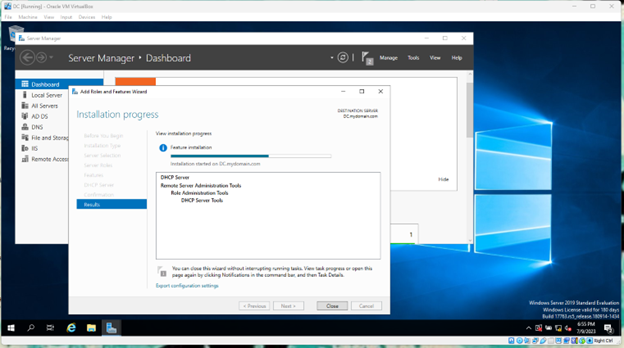 DC [Running] - Oracle VM VirtualBox
File Machine View Input Devices Help
Server Manager
Server Manager • Dashboard
Manage Tools View Help
Dashboard
Local Server
All Servers
AD DS
DNS
File and Storag
IIS
Remote Access
Add Roles and Features Wizard
Installation progress
DESTINATION SERVER
DC.mydomain.com
Before You Begin
Installation Type
Server Selection
Server Roles
Features
DHCP Server
Confirmation
Results
View installation progress
Feature installation
Installation started on DC.mydomain.com
DHCP Server
Remote Server Administration Tools
Role Administration Tools
DHCP Server Tools
You can close this wizard without interrupting running tasks. View task progress or open this
page again by clicking Notifications in the command bar, and then Task Details.
Export configuration settings
< Previous Next > Close Cancel
Hide
1
Windows Server 2019 Standard Evaluation
Windows License valid for 180 days
Build 17763.rs5_release.180914-1434
6:55 PM
7/9/2023
Right Ctrl